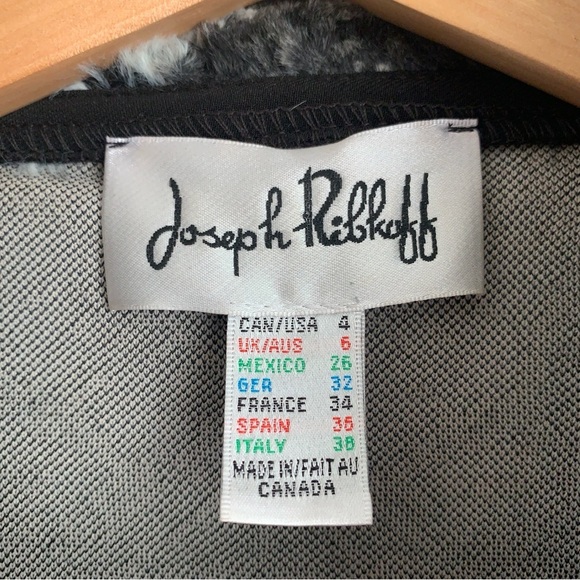 Joseph Ribkoff
CAN/USA 4
UK/AUS 6
MEXICO 26
GER 32
FRANCE 34
SPAIN 36
ITALY 38
MADE IN/FAIT AU
CANADA